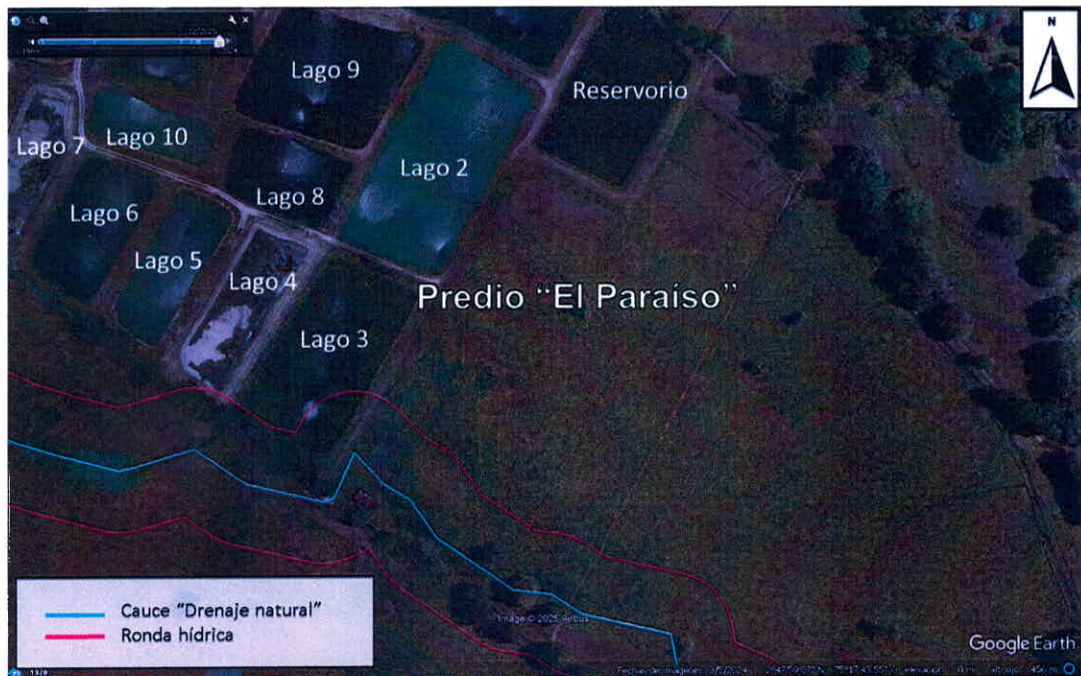 N
Lago 9
Reservorio
Lago 10
Lago 7
Lago 2
Lago 8
Lago 6
Lago 5
Lago 4
Predio “El Paraíso”
Lago 3
Cauce “Drenaje natural”
Ronda hídrica
Image © 2025 Airbus
Google Earth